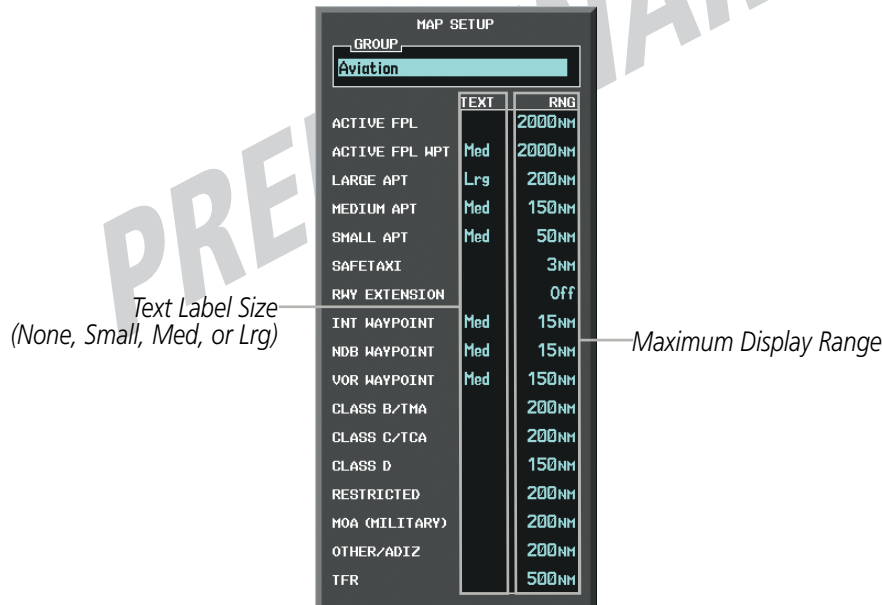 MAP SETUP
GROUP
Aviation
TEXT RNG
ACTIVE FPL 2000NM
ACTIVE FPL WPT Med 2000NM
LARGE APT Lrg 200NM
MEDIUM APT Med 150NM
SMALL APT Med 50NM
SAFETAXI 3NM
RWY EXTENSION Off
INT WAYPOINT Med 15NM
NDB WAYPOINT Med 15NM
VOR WAYPOINT Med 150NM
CLASS B/TMA 200NM
CLASS C/TCA 200NM
CLASS D 150NM
RESTRICTED 200NM
MOA (MILITARY) 200NM
OTHER/ADIZ 200NM
TFR 500NM
Text Label Size
(None, Small, Med, or Lrg)
Maximum Display Range